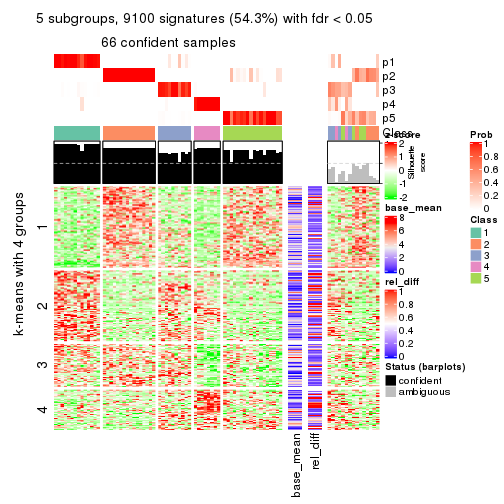 5 subgroups, 9100 signatures (54.3%) with fdr < 0.05
66 confident samples
p1
p2
p3
p4
p5
Class
z-score
2
1
0
-1
-2
Silhouette
score
base_mean
8
6
4
2
0
rel_diff
1
0.8
0.6
0.4
0.2
0
Status (barplots)
confident
ambiguous
Prob
1
0.8
0.6
0.4
0.2
0
Class
1
2
3
4
5
k-means with 4 groups
1
2
3
4
base_mean
rel_diff